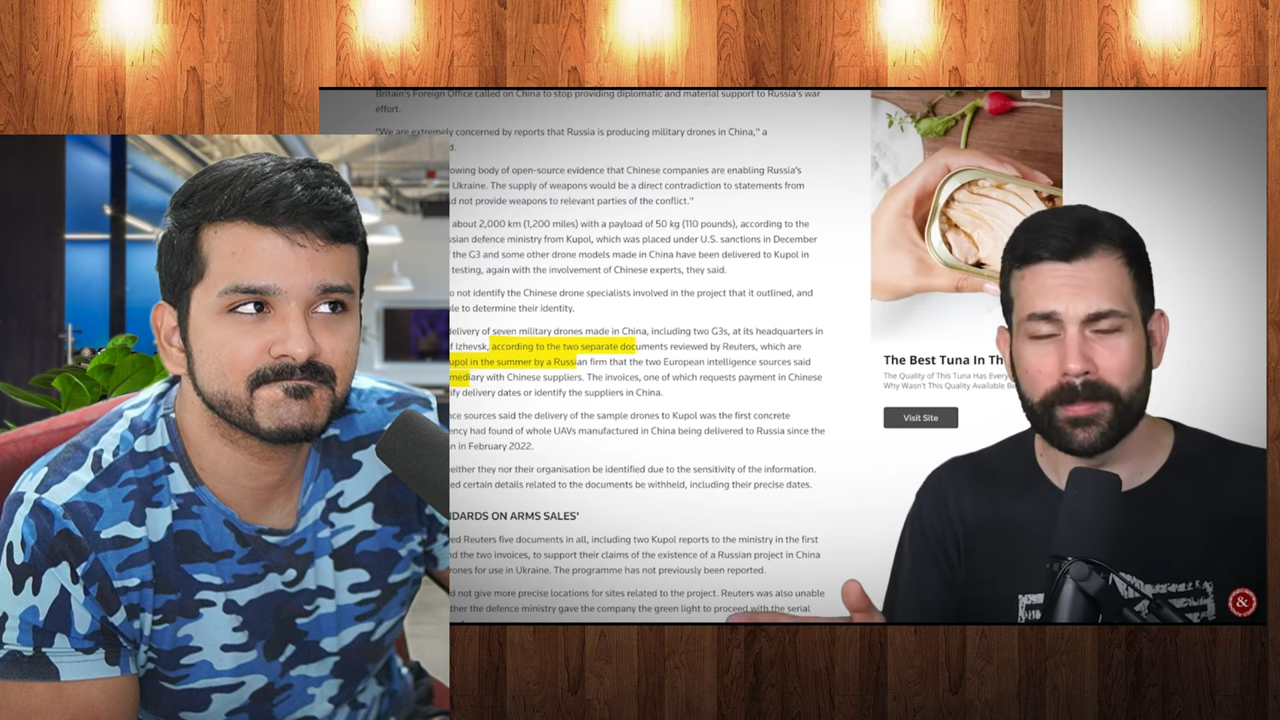 Britain's Foreign Office called on China to stop providing diplomatic and material support to Russia's war
effort.
"We are extremely concerned by reports that Russia is producing military drones in China," a
d.
owing body of open-source evidence that Chinese companies are enabling Russia's
Ukraine. The supply of weapons would be a direct contradiction to statements from
d not provide weapons to relevant parties of the conflict."
about 2,000 km (1,200 miles) with a payload of 50 kg (110 pounds), according to the
ssian defence ministry from Kupol, which was placed under U.S. sanctions in December
the G3 and some other drone models made in China have been delivered to Kupol in
testing, again with the involvement of Chinese experts, they said.
o not identify the Chinese drone specialists involved in the project that it outlined, and
le to determine their identity.
delivery of seven military drones made in China, including two G3s, at its headquarters in
f Izhevsk, according to the two separate documents reviewed by Reuters, which are
upol in the summer by a Russian firm that the two European intelligence sources said
mediary with Chinese suppliers. The invoices, one of which requests payment in Chinese
ify delivery dates or identify the suppliers in China.
nce sources said the delivery of the sample drones to Kupol was the first concrete
ency had found of whole UAVs manufactured in China being delivered to Russia since the
n in February 2022.
either they nor their organisation be identified due to the sensitivity of the information.
ed certain details related to the documents be withheld, including their precise dates.
NDARDS ON ARMS SALES'
ed Reuters five documents in all, including two Kupol reports to the ministry in the first
nd the two invoices, to support their claims of the existence of a Russian project in China
rones for use in Ukraine. The programme has not previously been reported.
d not give more precise locations for sites related to the project. Reuters was also unable
ther the defence ministry gave the company the green light to proceed with the serial
The Best Tuna In Th
The Quality of This Tuna Has Every
Why Wasn't This Quality Available Be
Visit Site
&